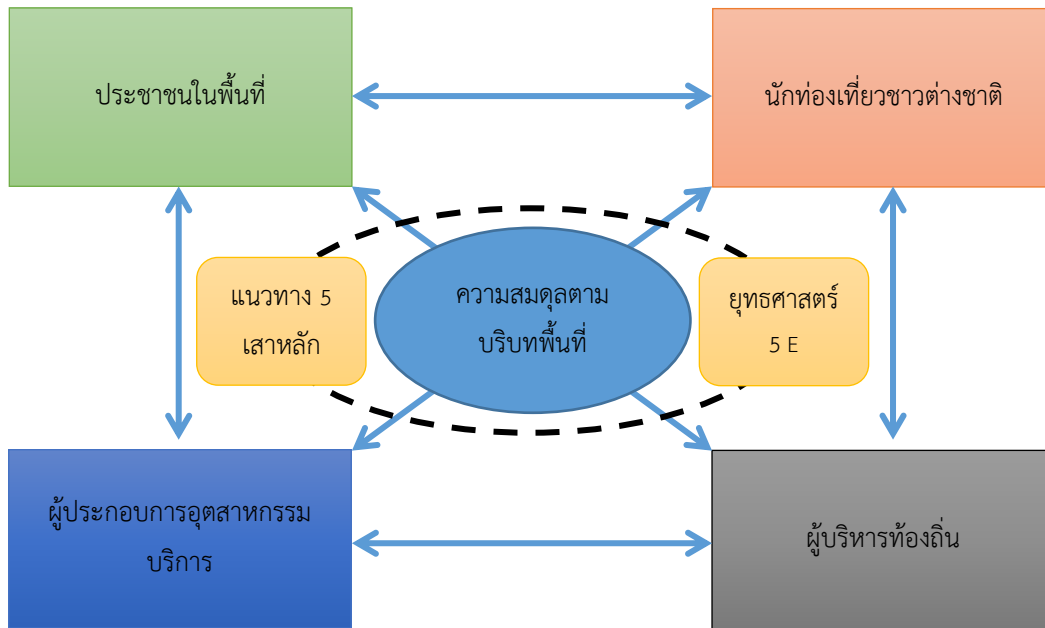 ประชาชนในพื้นที่
นักท่องเที่ยวชาวต่างชาติ
แนวทาง 5
เสาหลัก
ความสมดุลตาม
บริบทพื้นที่
ยุทธศาสตร์
5 E
ผู้ประกอบการอุตสาหกรรม
บริการ
ผู้บริหารท้องถิ่น